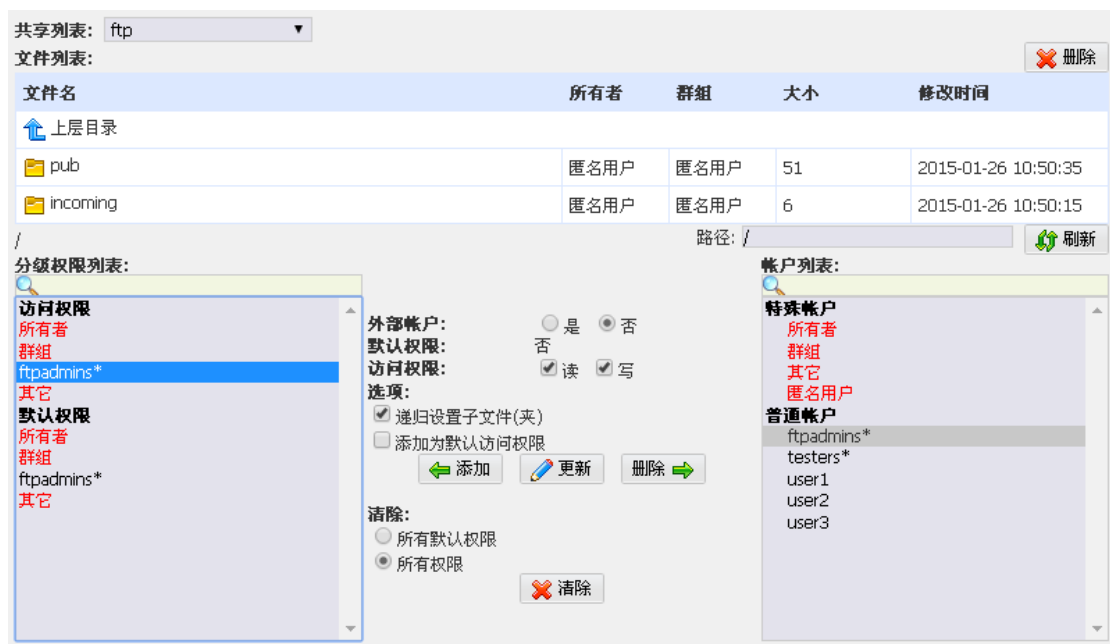 共享列表: ftp
文件列表:
删除
文件名 所有者 群组 大小 修改时间
上层目录
pub 匿名用户 匿名用户 51 2015-01-26 10:50:35
incoming 匿名用户 匿名用户 6 2015-01-26 10:50:15
/ 路径: / 刷新
分级权限列表:
访问权限
所有者
群组
ftpadmins*
其它
默认权限
所有者
群组
ftpadmins*
其它
外部帐户: 是 否
默认权限: 否
访问权限: 读 写
选项:
递归设置子文件(夹)
添加为默认访问权限
添加 更新 删除
清除:
所有默认权限
所有权限
清除
帐户列表:
特殊帐户
所有者
群组
其它
匿名用户
普通帐户
ftpadmins*
testers*
user1
user2
user3